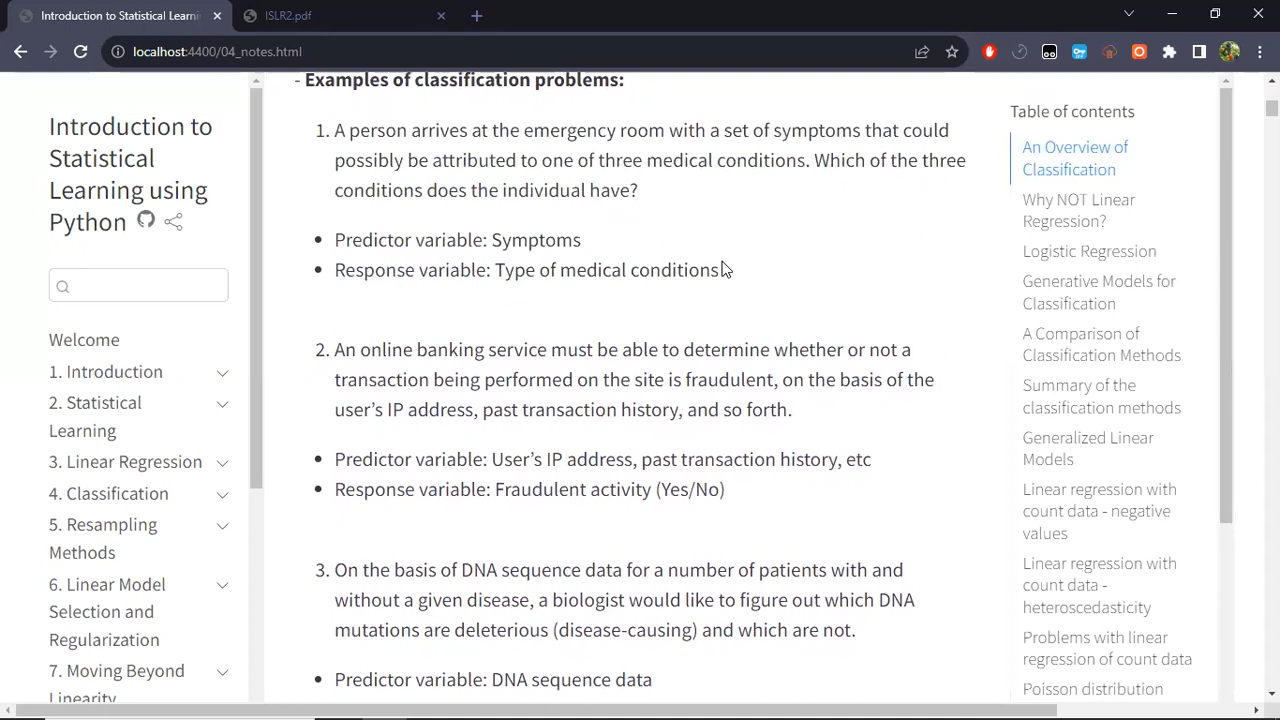 Introduction to Statistical Learni
ISLR2.pdf
localhost:4400/04_notes.html
Introduction to
Statistical
Learning using
Python
Welcome
1. Introduction
2. Statistical
Learning
3. Linear Regression
4. Classification
5. Resampling
Methods
6. Linear Model
Selection and
Regularization
7. Moving Beyond
Linearity
- Examples of classification problems:
1. A person arrives at the emergency room with a set of symptoms that could
possibly be attributed to one of three medical conditions. Which of the three
conditions does the individual have?
• Predictor variable: Symptoms
• Response variable: Type of medical conditions
2. An online banking service must be able to determine whether or not a
transaction being performed on the site is fraudulent, on the basis of the
user’s IP address, past transaction history, and so forth.
• Predictor variable: User’s IP address, past transaction history, etc
• Response variable: Fraudulent activity (Yes/No)
3. On the basis of DNA sequence data for a number of patients with and
without a given disease, a biologist would like to figure out which DNA
mutations are deleterious (disease-causing) and which are not.
• Predictor variable: DNA sequence data
Table of contents
An Overview of
Classification
Why NOT Linear
Regression?
Logistic Regression
Generative Models for
Classification
A Comparison of
Classification Methods
Summary of the
classification methods
Generalized Linear
Models
Linear regression with
count data - negative
values
Linear regression with
count data -
heteroscedasticity
Problems with linear
regression of count data
Poisson distribution